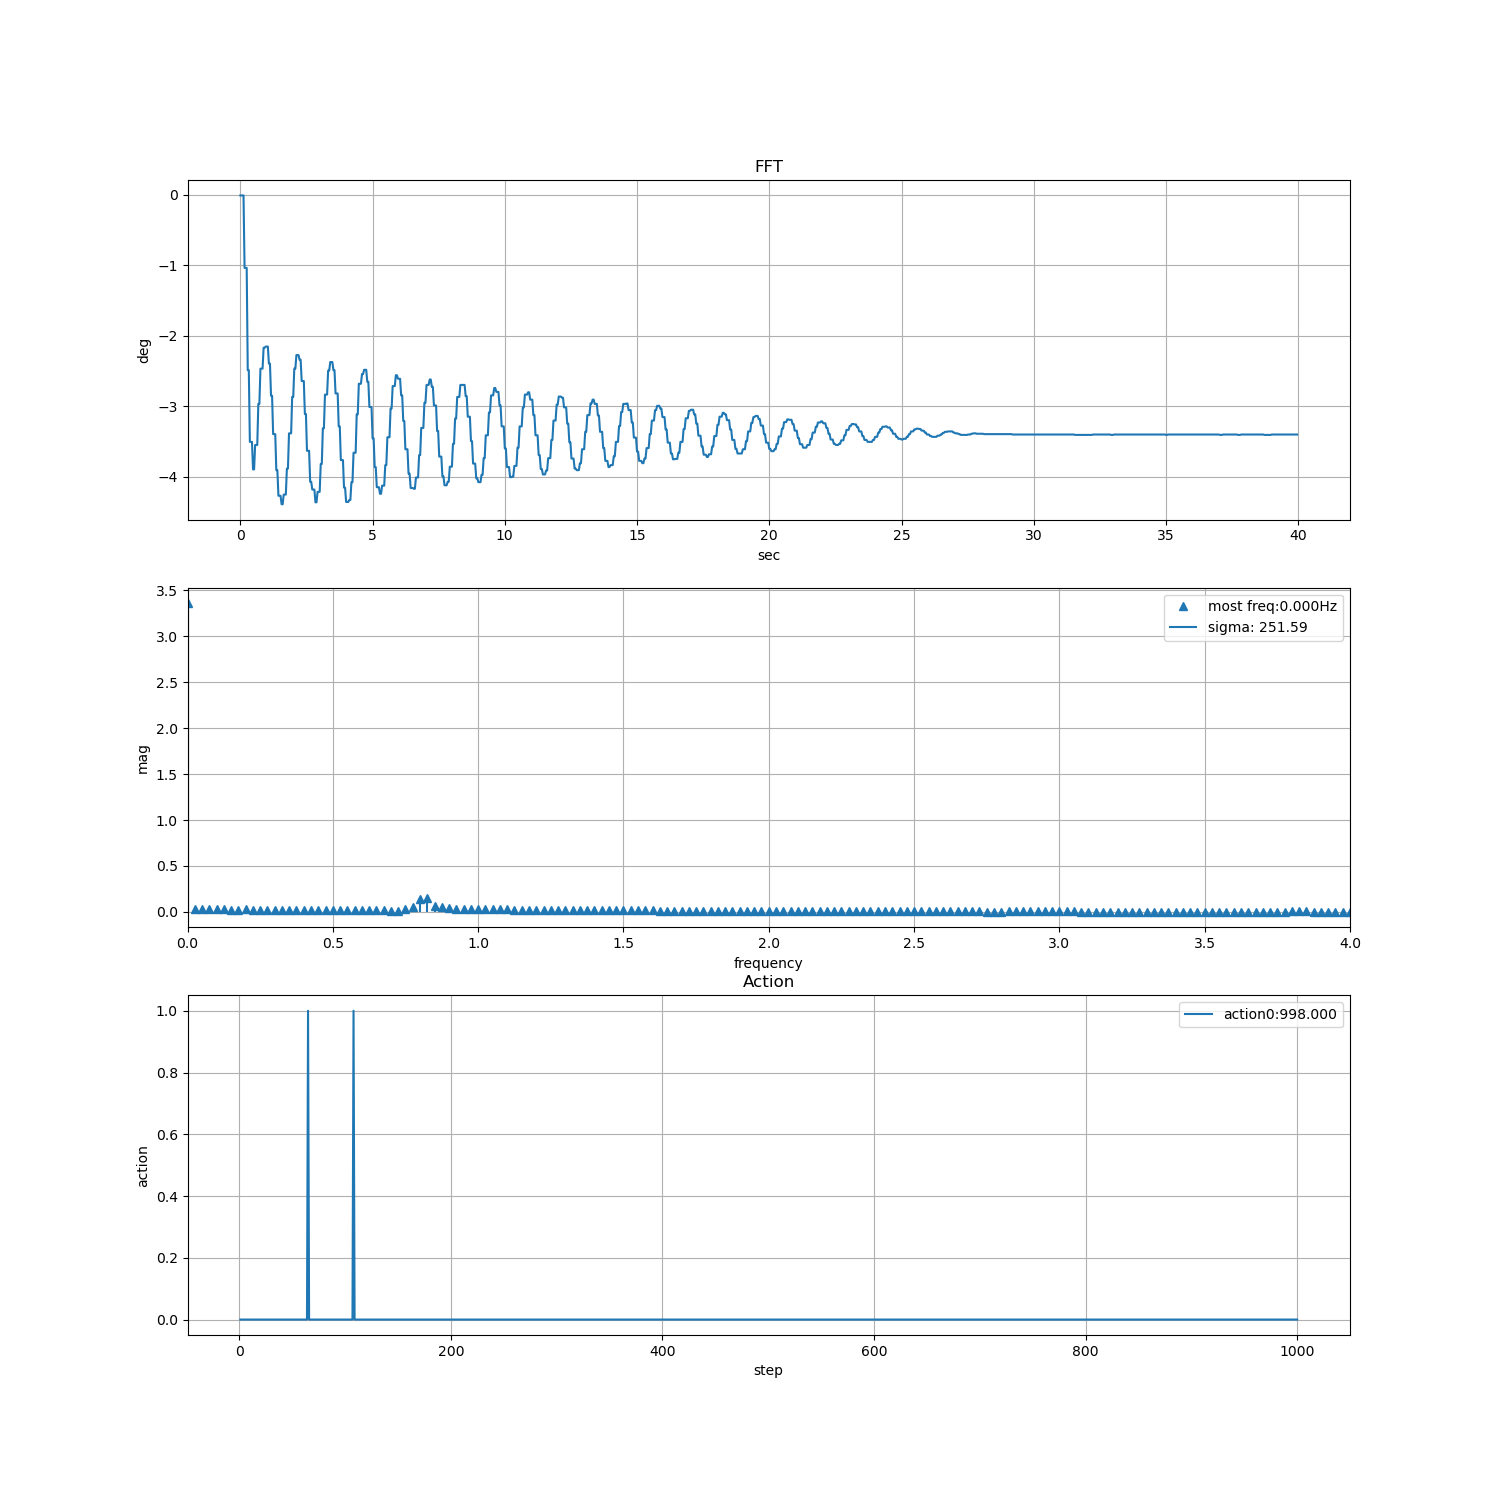 FFT
0
−1
−2
−3
−4
deg
0 5 10 15 20 25 30 35 40
sec
3.5
3.0
2.5
2.0
1.5
1.0
0.5
0.0
mag
most freq:0.000Hz
sigma: 251.59
0.0 0.5 1.0 1.5 2.0 2.5 3.0 3.5 4.0
frequency
Action
1.0
0.8
0.6
0.4
0.2
0.0
action
action0:998.000
0 200 400 600 800 1000
step